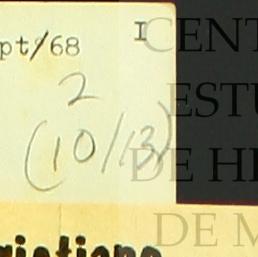 pt/68 I
2
(10/13)
CENT
ESTU
DE HI
DE M